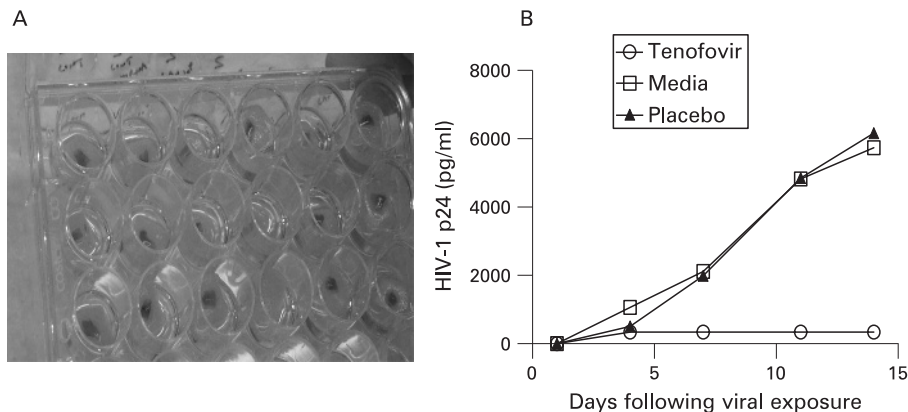 A
B
Tenofovir
Media
Placebo
8000
6000
4000
2000
0
HIV-1 p24 (pg/ml)
0
5
10
15
Days following viral exposure